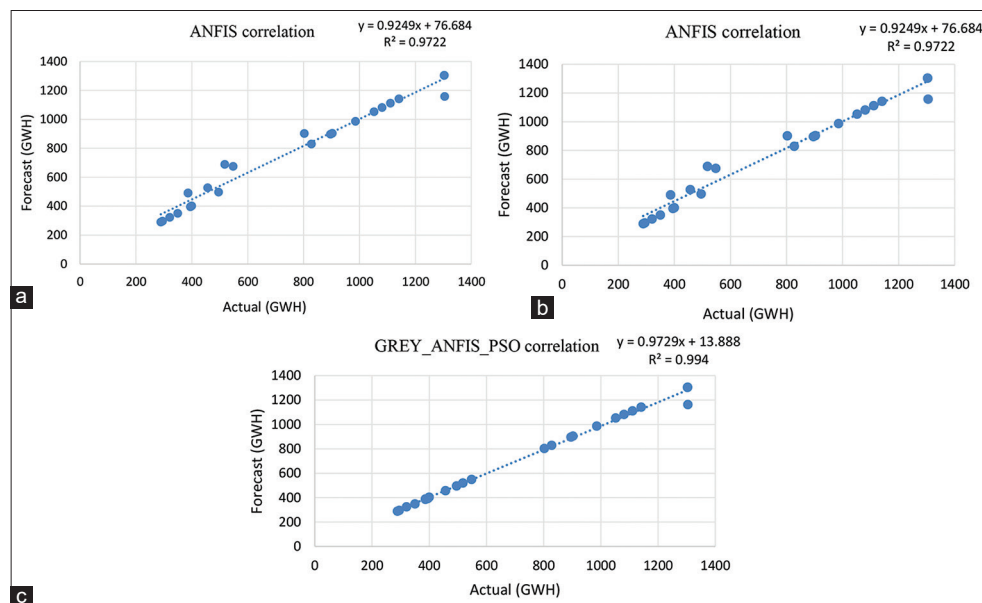 ANFIS correlation
y = 0.9249x + 76.684
R² = 0.9722
1400
1200
1000
800
600
400
200
0
Forecast (GWH)
0 200 400 600 800 1000 1200 1400
Actual (GWH)
a
ANFIS correlation
y = 0.9249x + 76.684
R² = 0.9722
1400
1200
1000
800
600
400
200
0
Forecast (GWH)
0 200 400 600 800 1000 1200 1400
Actual (GWH)
b
GREY_ANFIS_PSO correlation
y = 0.9729x + 13.888
R² = 0.994
1400
1200
1000
800
600
400
200
0
Forecast (GWH)
0 200 400 600 800 1000 1200 1400
Actual (GWH)
c